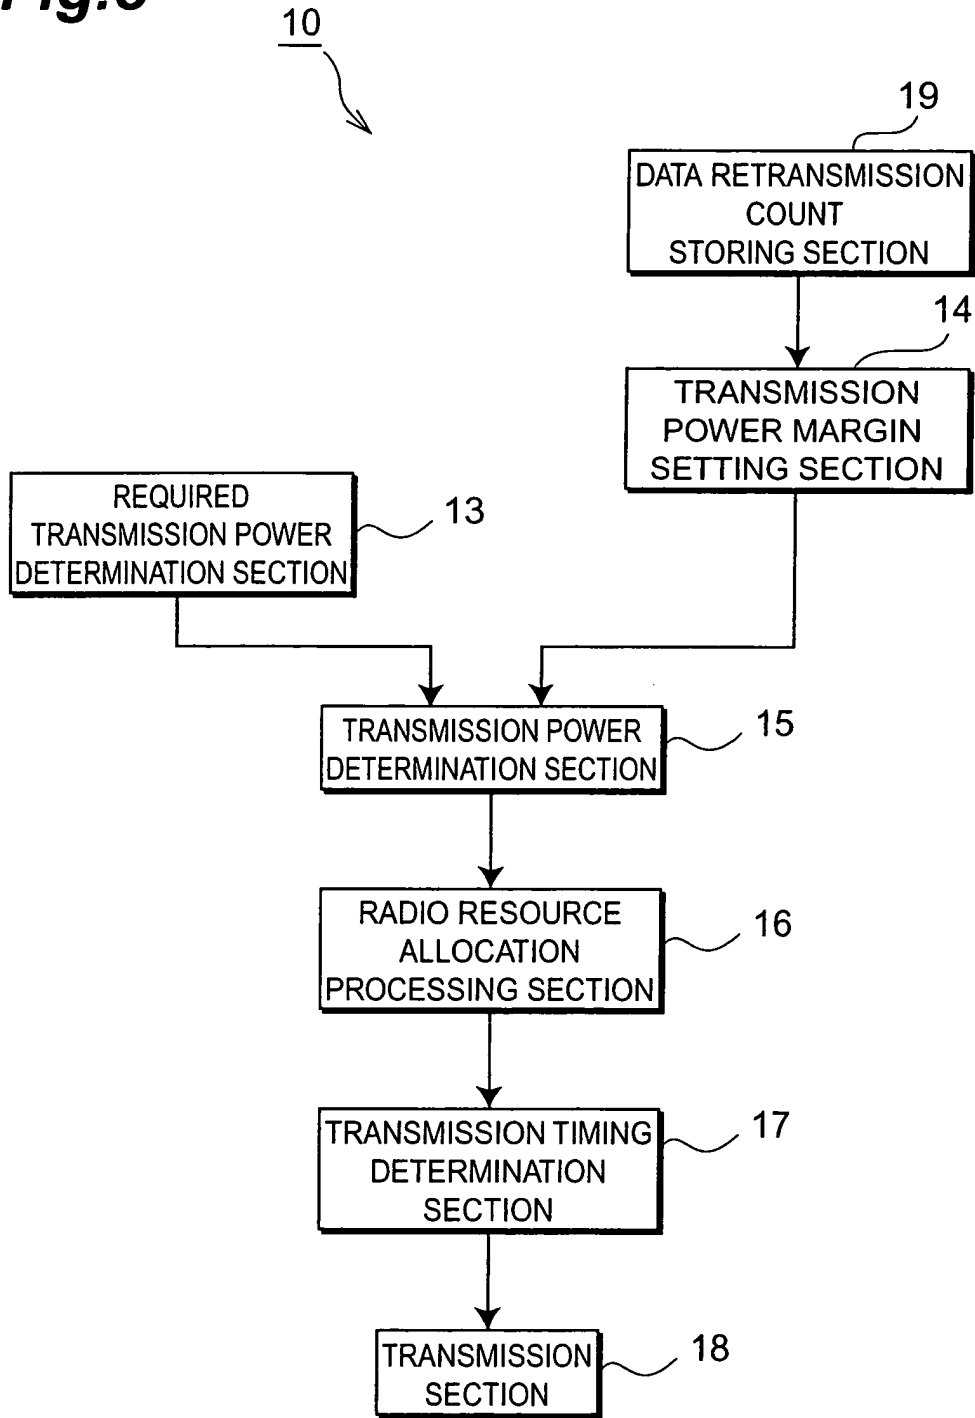 10
19
DATA RETRANSMISSION
COUNT
STORING SECTION
14
TRANSMISSION
POWER MARGIN
SETTING SECTION
REQUIRED
TRANSMISSION POWER
DETERMINATION SECTION
13
TRANSMISSION POWER
DETERMINATION SECTION
15
RADIO RESOURCE
ALLOCATION
PROCESSING SECTION
16
TRANSMISSION TIMING
DETERMINATION
SECTION
17
TRANSMISSION
SECTION
18